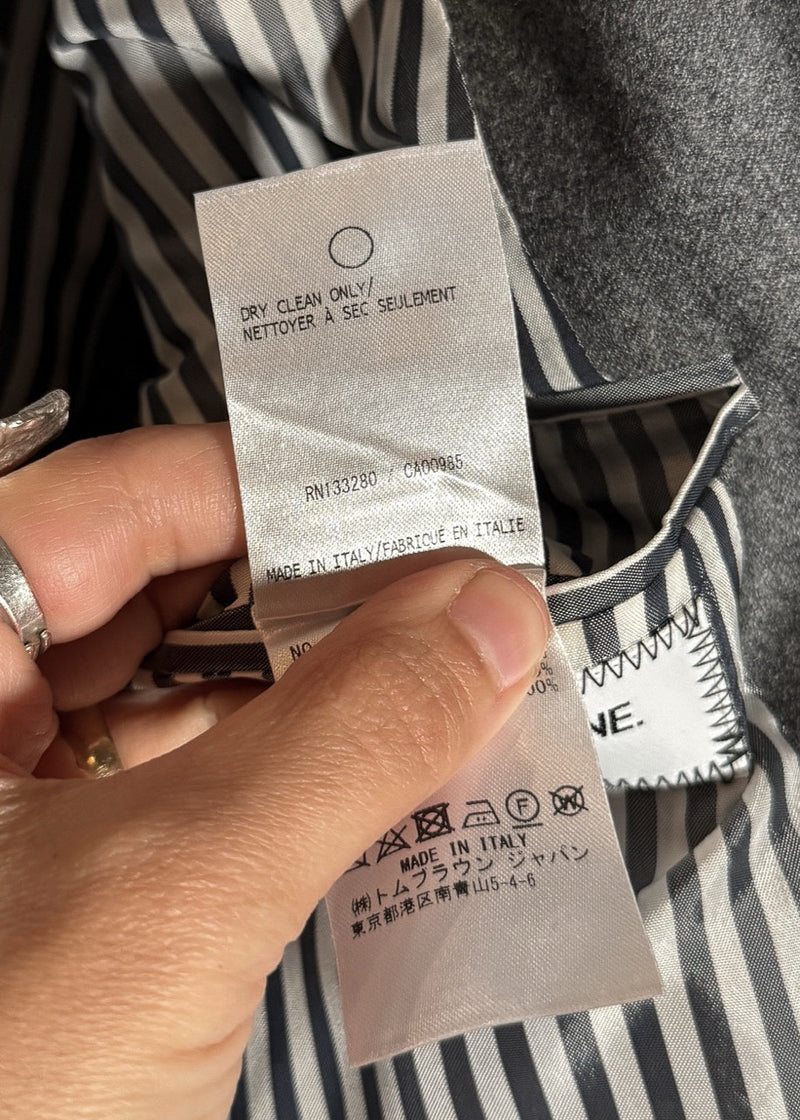 DRY CLEAN ONLY/
NETTOYER À SEC SEULEMENT
RN133280 / CA00985
MADE IN ITALY/FABRIQUÉ EN ITALIE
NE.
F
W
MADE IN ITALY
㈱トムブラウン ジャパン
東京都港区南青山5-4-6